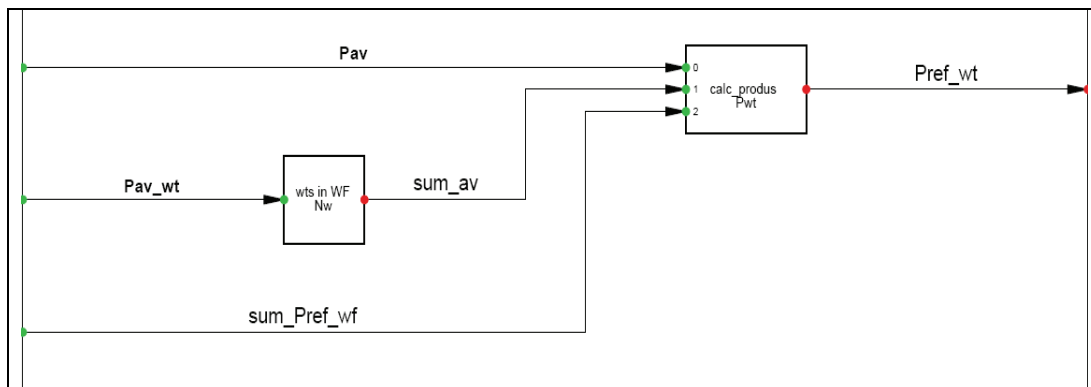 Pav
0
1
2
calc_produs
Pwt
Pref_wt
Pav_wt
wts in WF
Nw
sum_av
sum_Pref_wf